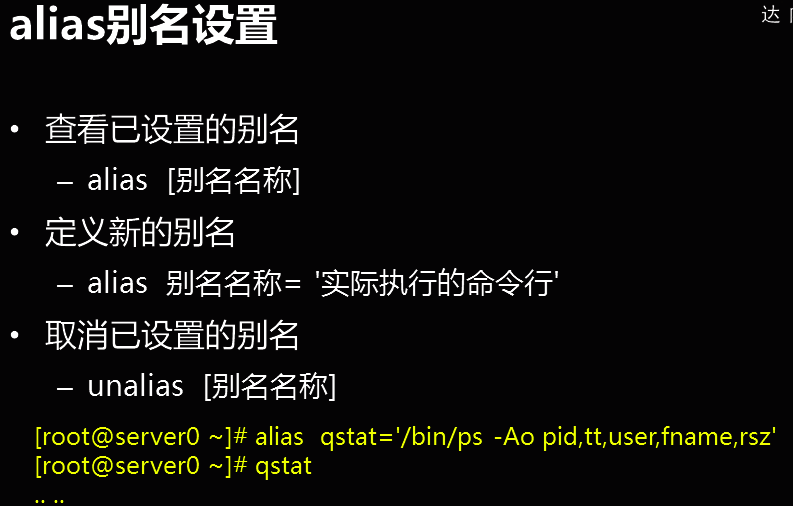 alias别名设置
达
• 查看已设置的别名
– alias [别名名称]
• 定义新的别名
– alias 别名名称= '实际执行的命令行'
• 取消已设置的别名
– unalias [别名名称]
[root@server0 ~]# alias qstat='/bin/ps -Ao pid,tt,user,fname,rsz'
[root@server0 ~]# qstat
.. ..